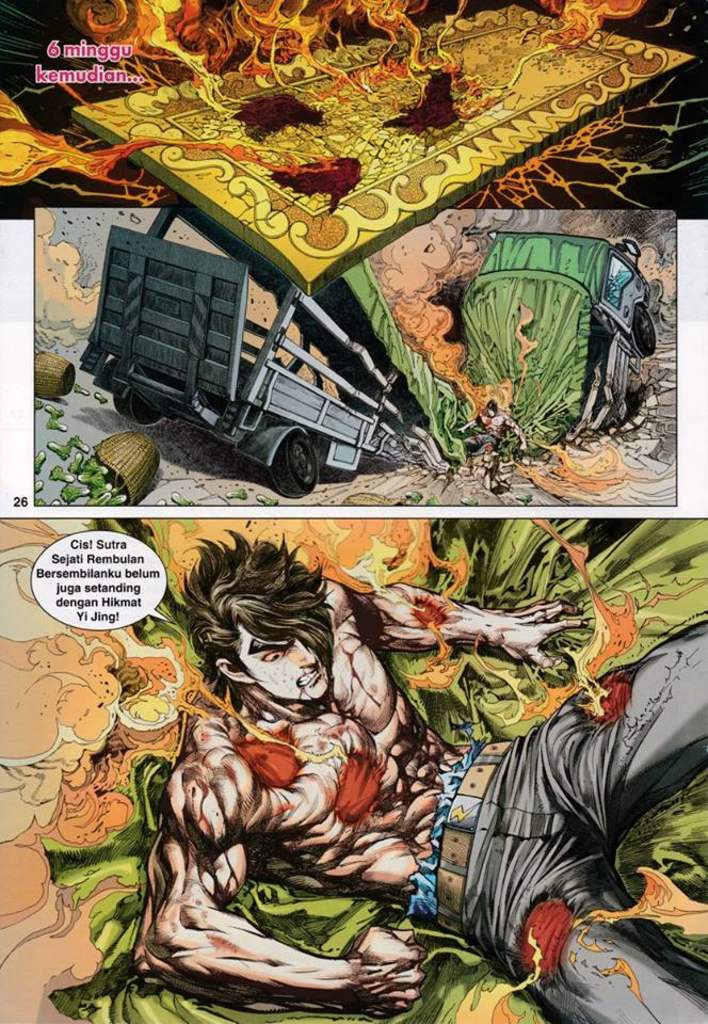 6 minggu
kemudian...
26
Cis! Sutra
Sejati Rembulan
Bersembilanku belum
juga setanding
dengan Hikmat
Yi Jing!